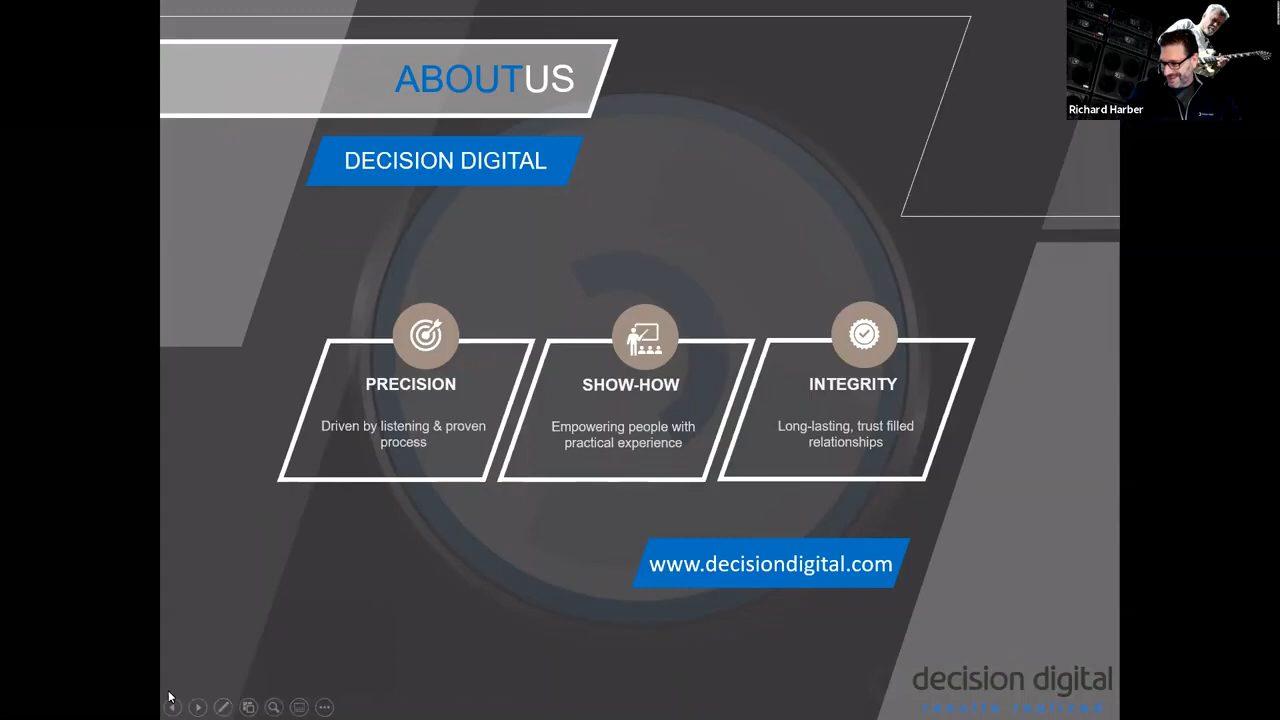 ABOUTUS
Richard Harber
DECISION DIGITAL
PRECISION
Driven by listening & proven
process
SHOW-HOW
Empowering people with
practical experience
INTEGRITY
Long-lasting, trust filled
relationships
www.decisiondigital.com
decision digital